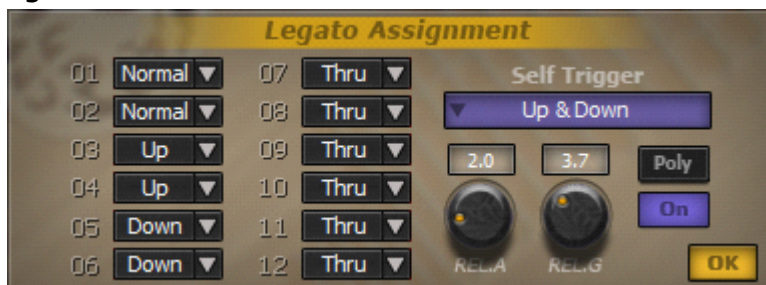 Legato Assignment
01 Normal
02 Normal
03 Up
04 Up
05 Down
06 Down
07 Thru
08 Thru
09 Thru
10 Thru
11 Thru
12 Thru
Self Trigger
Up & Down
2.0 3.7 Poly
On
REL.A REL.G OK